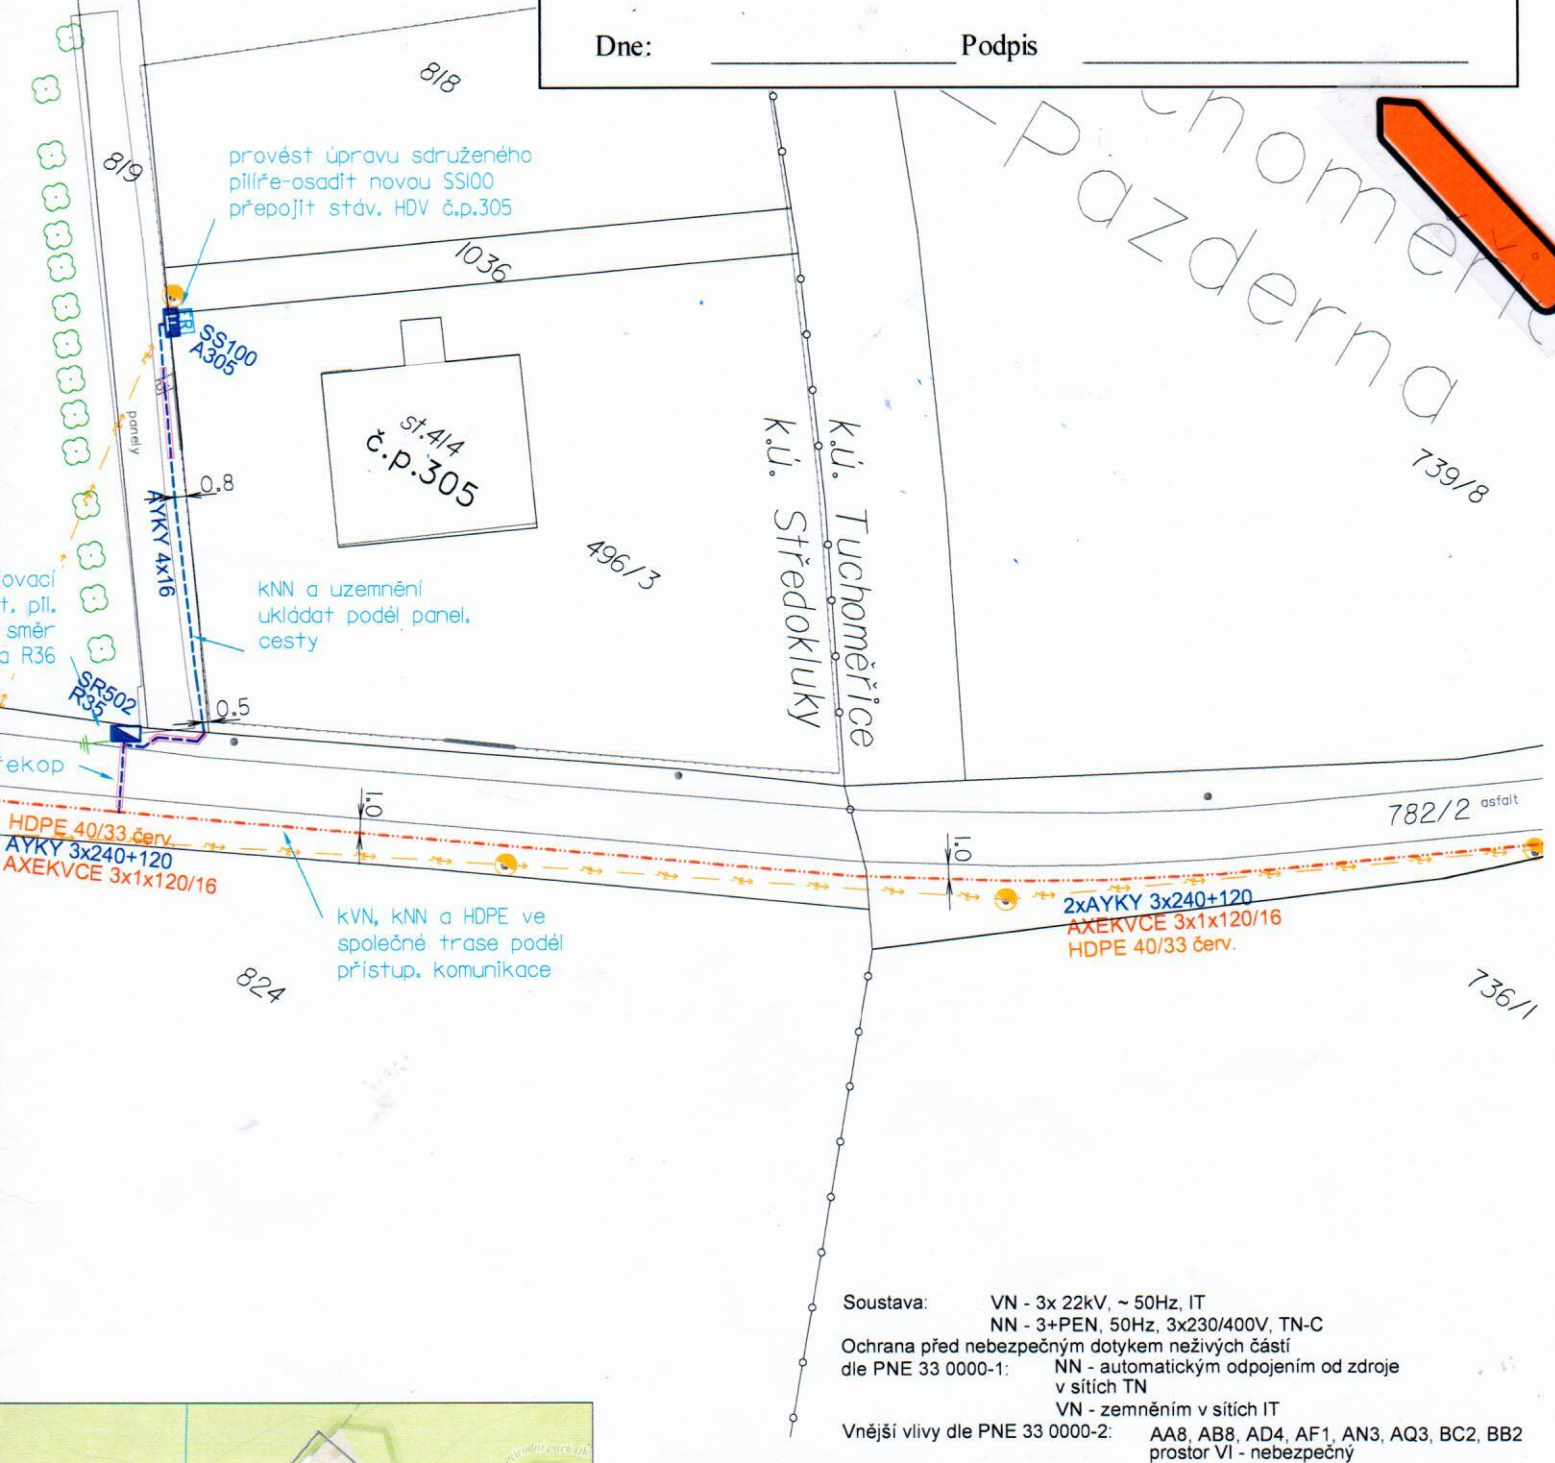 Dne: Podpis
818
819
provést úpravu sdruženého
pilíře-osadit novou SS100
přepojit stáv. HDV č.p.305
1036
Pazderna
SS100
A305
panely
st.414
č.p.305
0.8
AYKY 4x16
496/3
739/8
k.ú. Tuchoměřice
k.ú. Středokluky
kNN a uzemnění
ukládat podél panel.
cesty
směr
R36
SR502
R35
0.5
HDPE 40/33 červ.
AYKY 3x240+120
AXEKVCE 3x1x120/16
1.0
1.0
782/2 asfalt
2xAYKY 3x240+120
AXEKVCE 3x1x120/16
HDPE 40/33 červ.
kVN, kNN a HDPE ve
společné trase podél
přístup. komunikace
824
736/1
Soustava: VN - 3x 22kV, ~ 50Hz, IT
NN - 3+PEN, 50Hz, 3x230/400V, TN-C
Ochrana před nebezpečným dotykem neživých částí
dle PNE 33 0000-1: NN - automatickým odpojením od zdroje
v sítích TN
VN - zemněním v sítích IT
Vnější vlivy dle PNE 33 0000-2: AA8, AB8, AD4, AF1, AN3, AQ3, BC2, BB2
prostor VI - nebezpečný